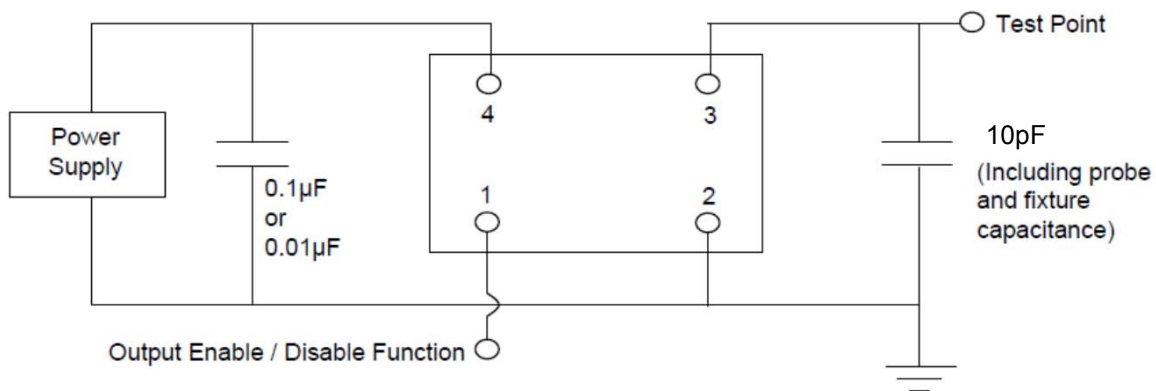 Test Point
Power
Supply
4
3
10pF
(Including probe
and fixture
capacitance)
0.1µF
or
0.01µF
1
2
Output Enable / Disable Function